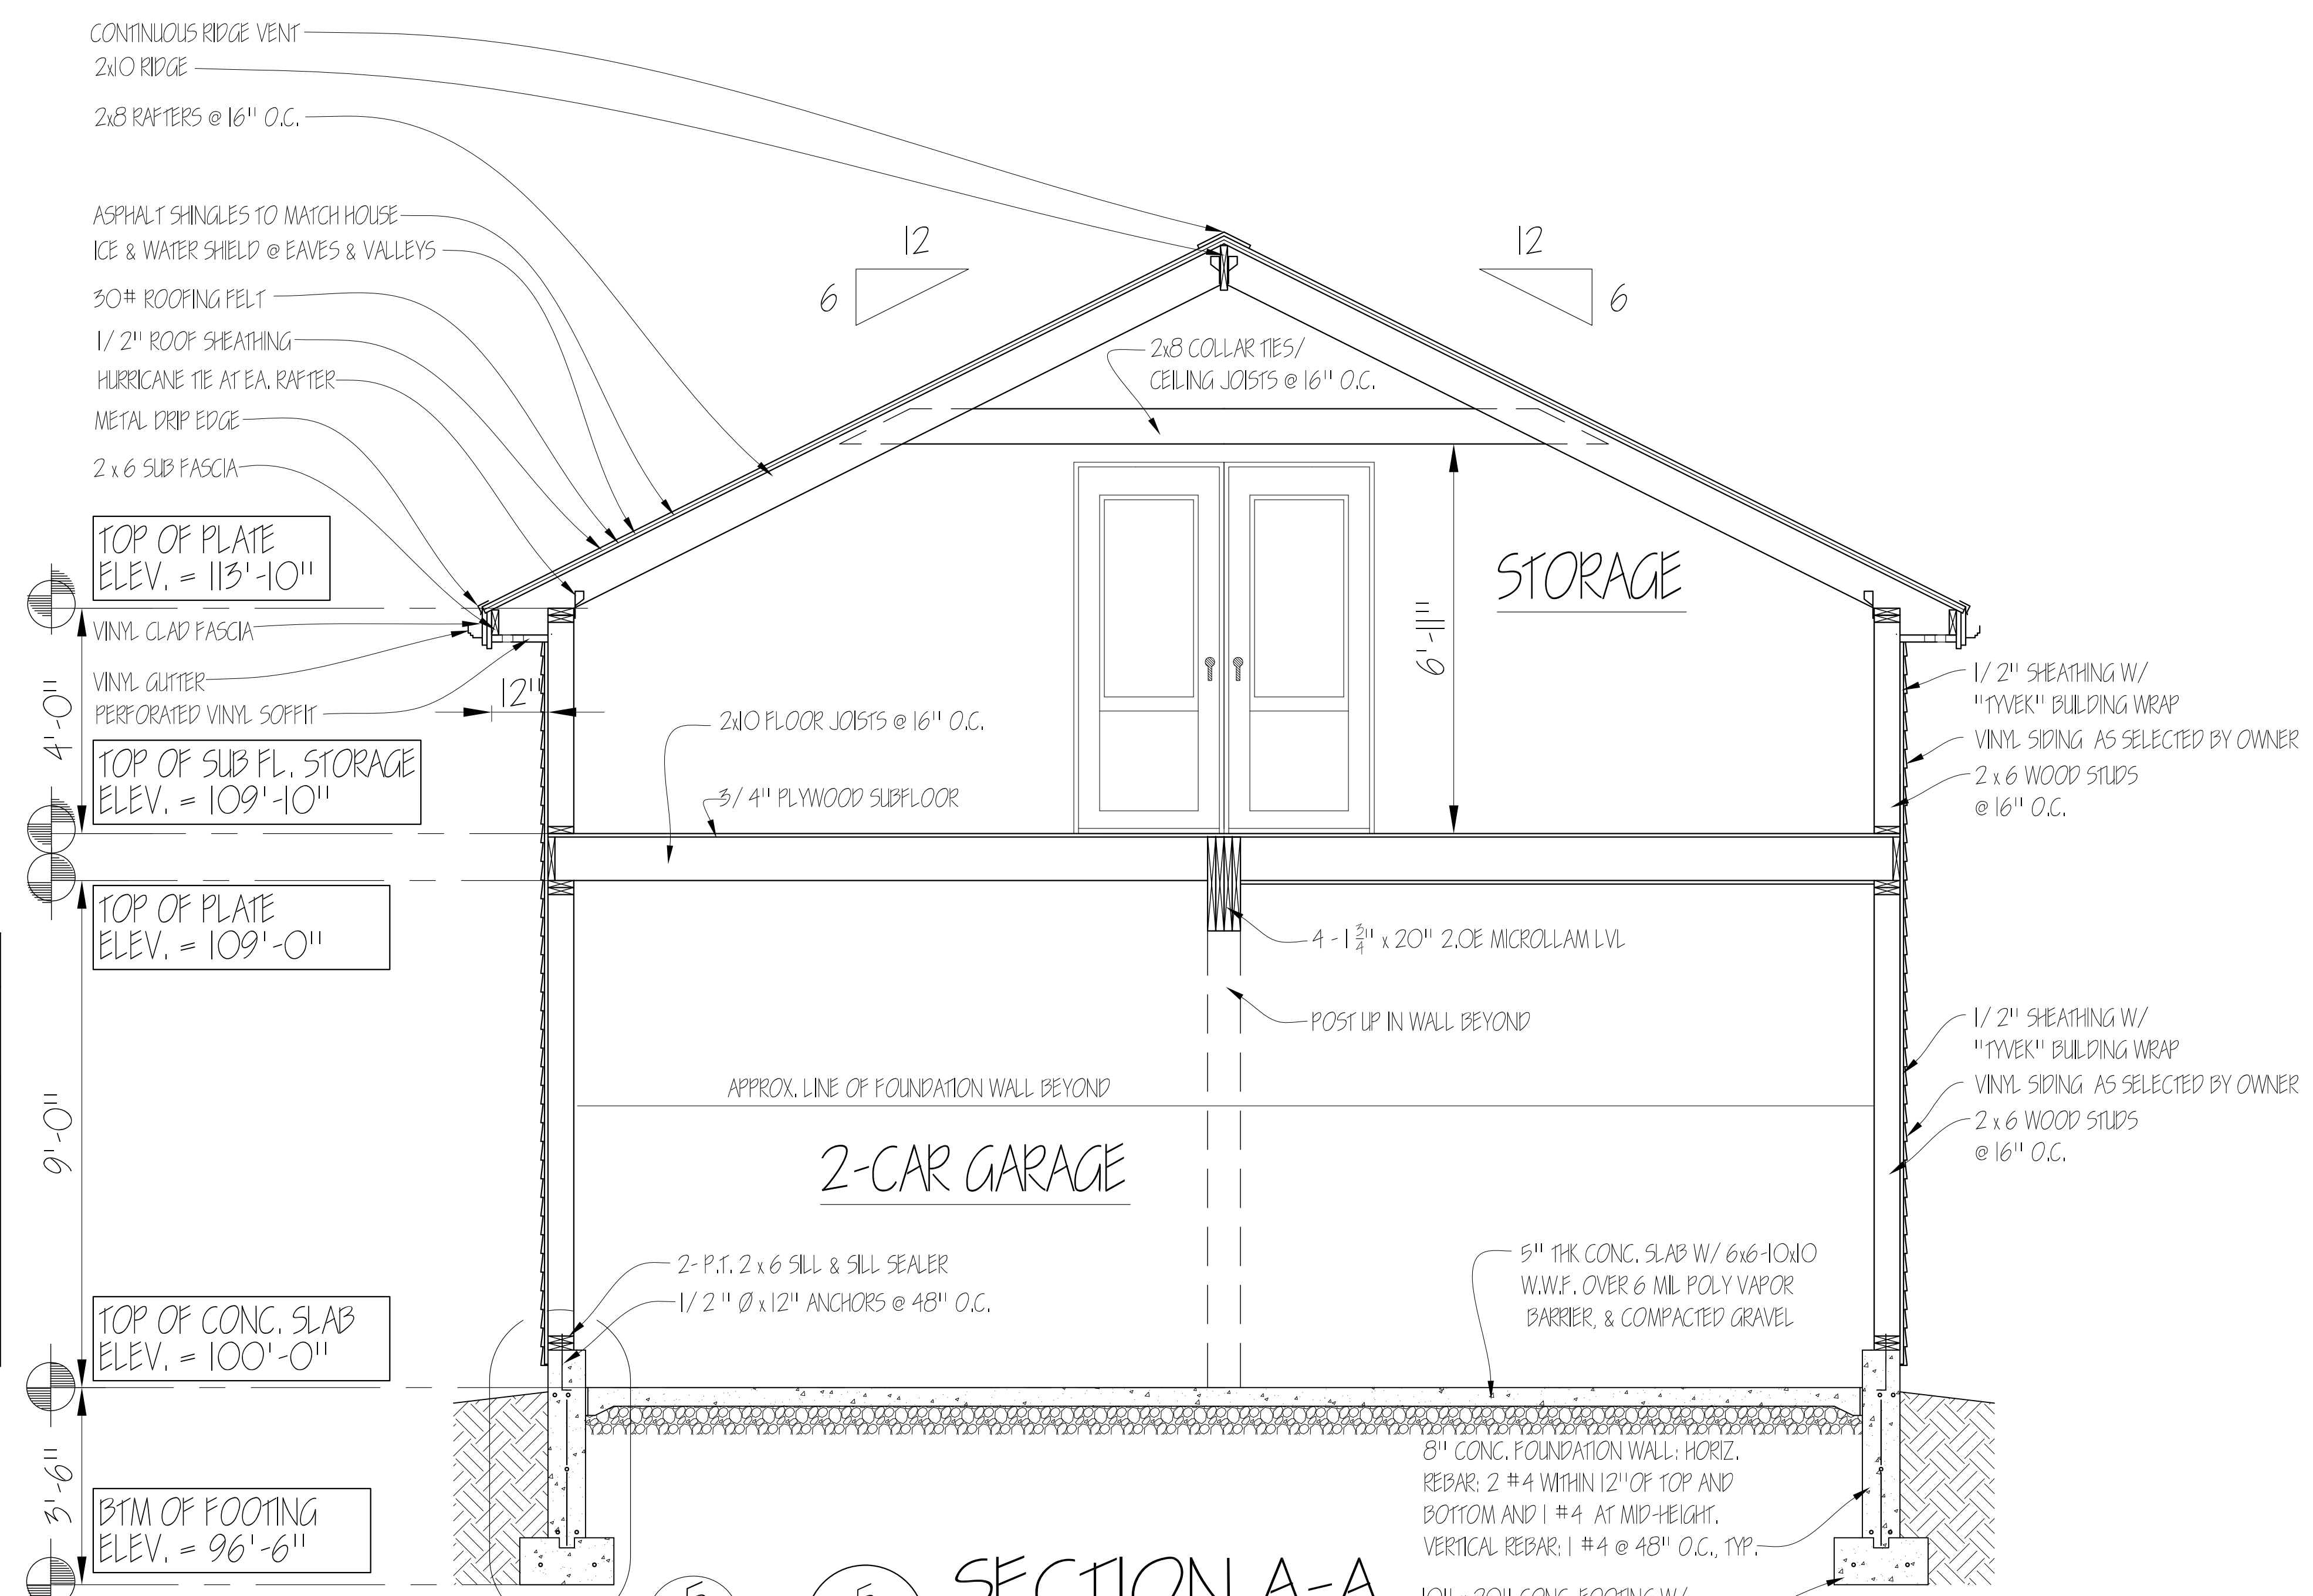 CONTINUOUS RIDGE VENT
2x10 RIDGE
2x8 RAFTERS @ 16" O.C.
ASPHALT SHINGLES TO MATCH HOUSE
ICE & WATER SHIELD @ EAVES & VALLEYS
30# ROOFING FELT
1/2" ROOF SHEATHING
HURRICANE TIE AT EA. RAFTER
METAL DRIP EDGE
2 x 6 SUB FASCIA
12
6
12
6
2x8 COLLAR TIES/
CEILING JOISTS @ 16" O.C.
TOP OF PLATE
ELEV. = 113'-10"
VINYL CLAD FASCIA
VINYL GUTTER
PERFORATED VINYL SOFFIT
12"
4'-0"
TOP OF SUB FL. STORAGE
ELEV. = 109'-10"
STORAGE
6'-11"
2x10 FLOOR JOISTS @ 16" O.C.
3/4" PLYWOOD SUBFLOOR
1/2" SHEATHING W/
"TYVEK" BUILDING WRAP
VINYL SIDING AS SELECTED BY OWNER
2 x 6 WOOD STUDS
@ 16" O.C.
TOP OF PLATE
ELEV. = 109'-0"
4 - 1 3/4" x 20" 2.0E MICROLLAM LVL
POST UP IN WALL BEYOND
1/2" SHEATHING W/
"TYVEK" BUILDING WRAP
VINYL SIDING AS SELECTED BY OWNER
2 x 6 WOOD STUDS
@ 16" O.C.
9'-0"
APPROX. LINE OF FOUNDATION WALL BEYOND
2-CAR GARAGE
2- P.T. 2 x 6 SILL & SILL SEALER
1/2" Ø x 12" ANCHORS @ 48" O.C.
5" THK CONC. SLAB W/ 6x6-10x10
W.W.F. OVER 6 MIL POLY VAPOR
BARRIER, & COMPACTED GRAVEL
TOP OF CONC. SLAB
ELEV. = 100'-0"
3'-6"
BTM OF FOOTING
ELEV. = 96'-6"
8" CONC. FOUNDATION WALL: HORIZ.
REBAR: 2 #4 WITHIN 12" OF TOP AND
BOTTOM AND 1 #4 AT MID-HEIGHT.
VERTICAL REBAR: 1 #4 @ 48" O.C., TYP.
SECTION A-A
CONC. FOOTING W/